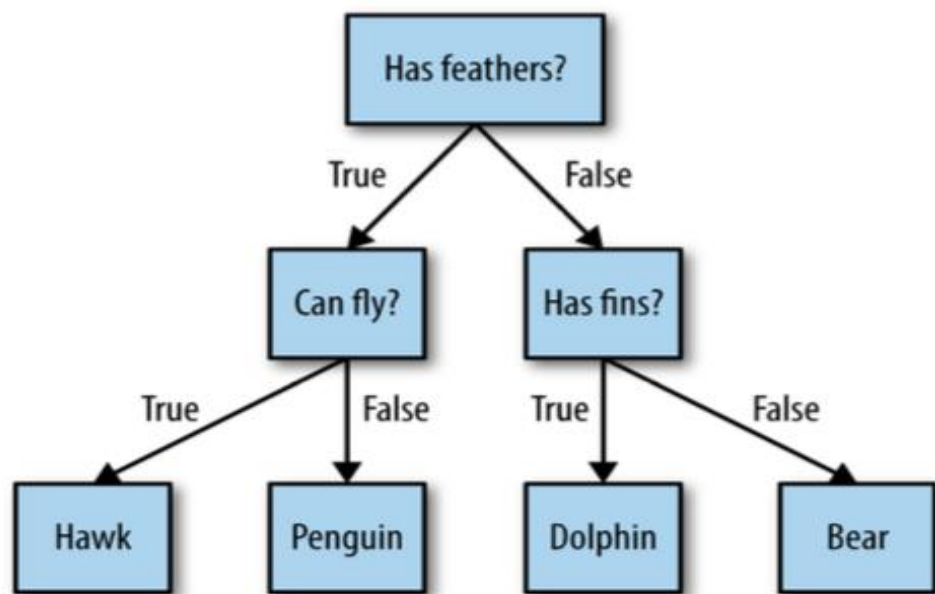 Has feathers?
True
False
Can fly?
Has fins?
True
False
True
False
Hawk
Penguin
Dolphin
Bear